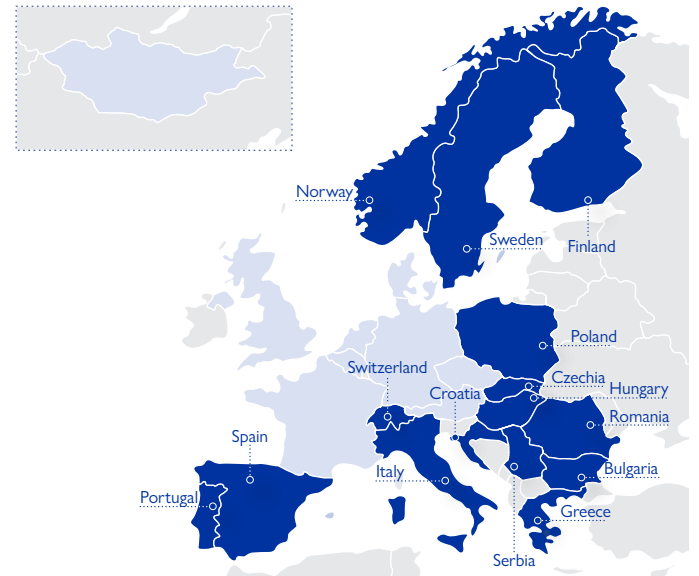 Norway
Sweden
Finland
Poland
Switzerland
Czechia
Hungary
Croatia
Romania
Spain
Italy
Bulgaria
Portugal
Greece
Serbia